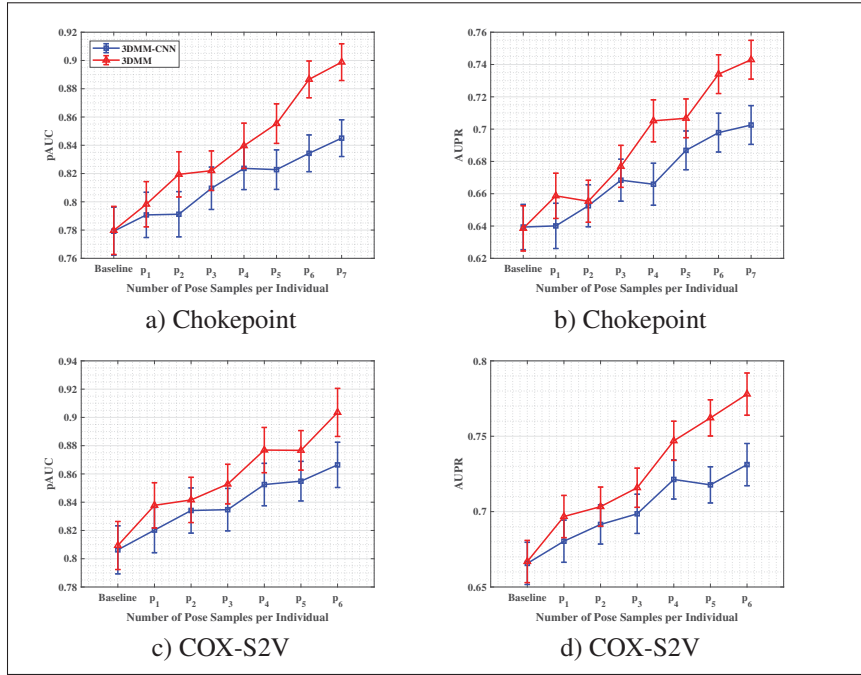 0.92
0.9
0.88
0.86
0.84
0.82
0.8
0.78
0.76
pAUC
3DMM-CNN
3DMM
Baseline p1 p2 p3 p4 p5 p6 p7
Number of Pose Samples per Individual
a) Chokepoint
0.76
0.74
0.72
0.7
0.68
0.66
0.64
0.62
AUPR
Baseline p1 p2 p3 p4 p5 p6 p7
Number of Pose Samples per Individual
b) Chokepoint
0.94
0.92
0.9
0.88
0.86
0.84
0.82
0.8
0.78
pAUC
Baseline p1 p2 p3 p4 p5 p6
Number of Pose Samples per Individual
c) COX-S2V
0.8
0.75
0.7
0.65
AUPR
Baseline p1 p2 p3 p4 p5 p6
Number of Pose Samples per Individual
d) COX-S2V